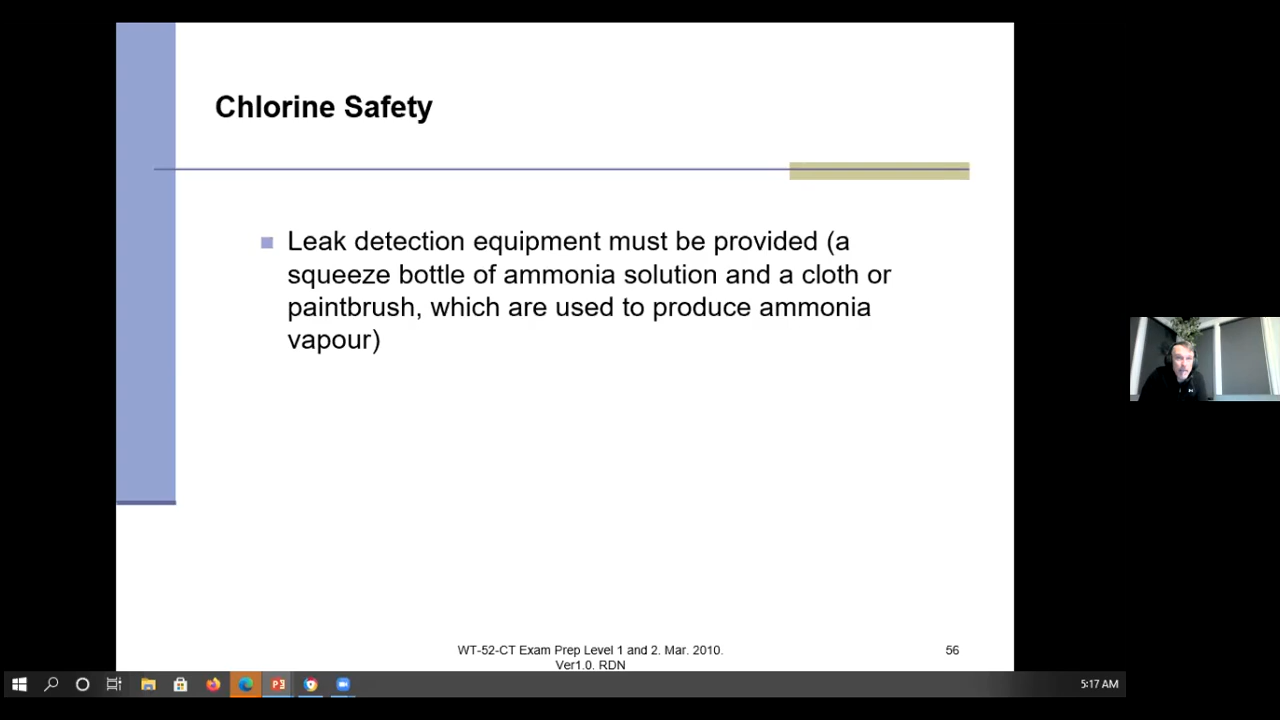 Chlorine Safety
Leak detection equipment must be provided (a
squeeze bottle of ammonia solution and a cloth or
paintbrush, which are used to produce ammonia
vapour)
WT-52-CT Exam Prep Level 1 and 2. Mar. 2010.
Ver1.0. RDN
56
5:17 AM